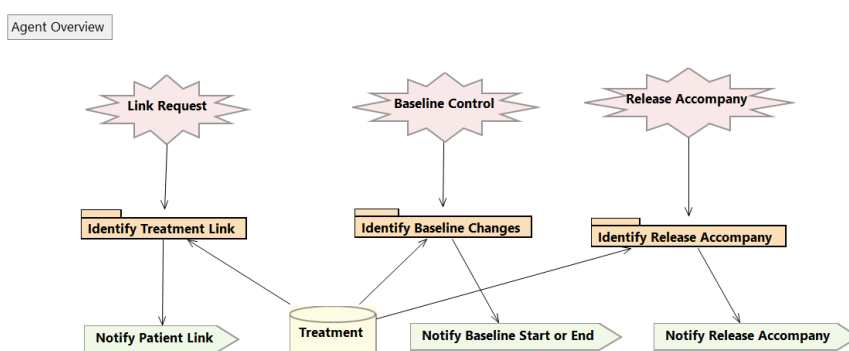 Agent Overview
Link Request
Baseline Control
Release Accompany
Identify Treatment Link
Identify Baseline Changes
Identify Release Accompany
Notify Patient Link
Treatment
Notify Baseline Start or End
Notify Release Accompany